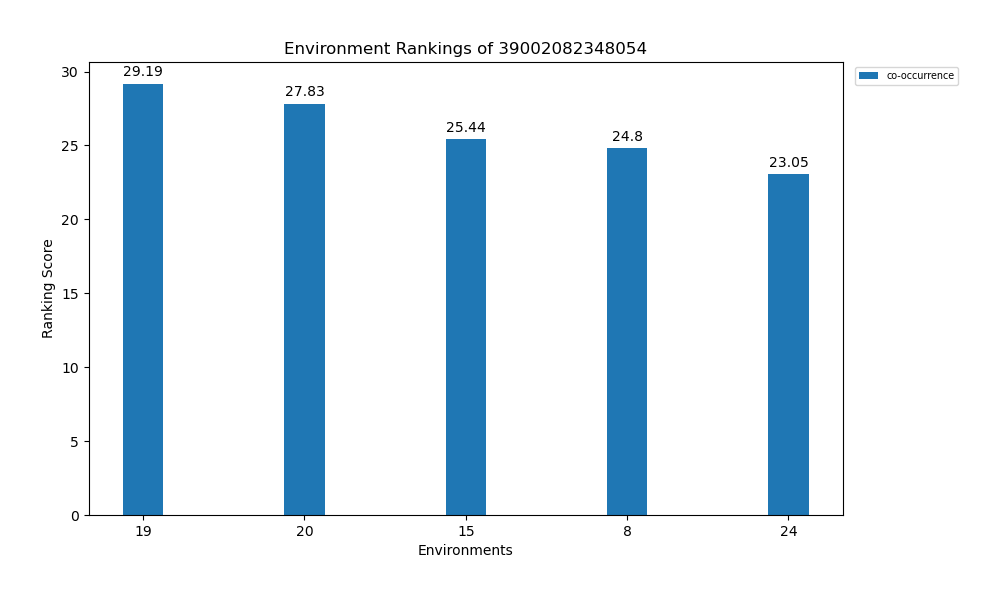 Environment Rankings of 39002082348054
co-occurrence
29.19
27.83
25.44
24.8
23.05
30
25
20
15
10
5
0
Ranking Score
19 20 15 8 24
Environments